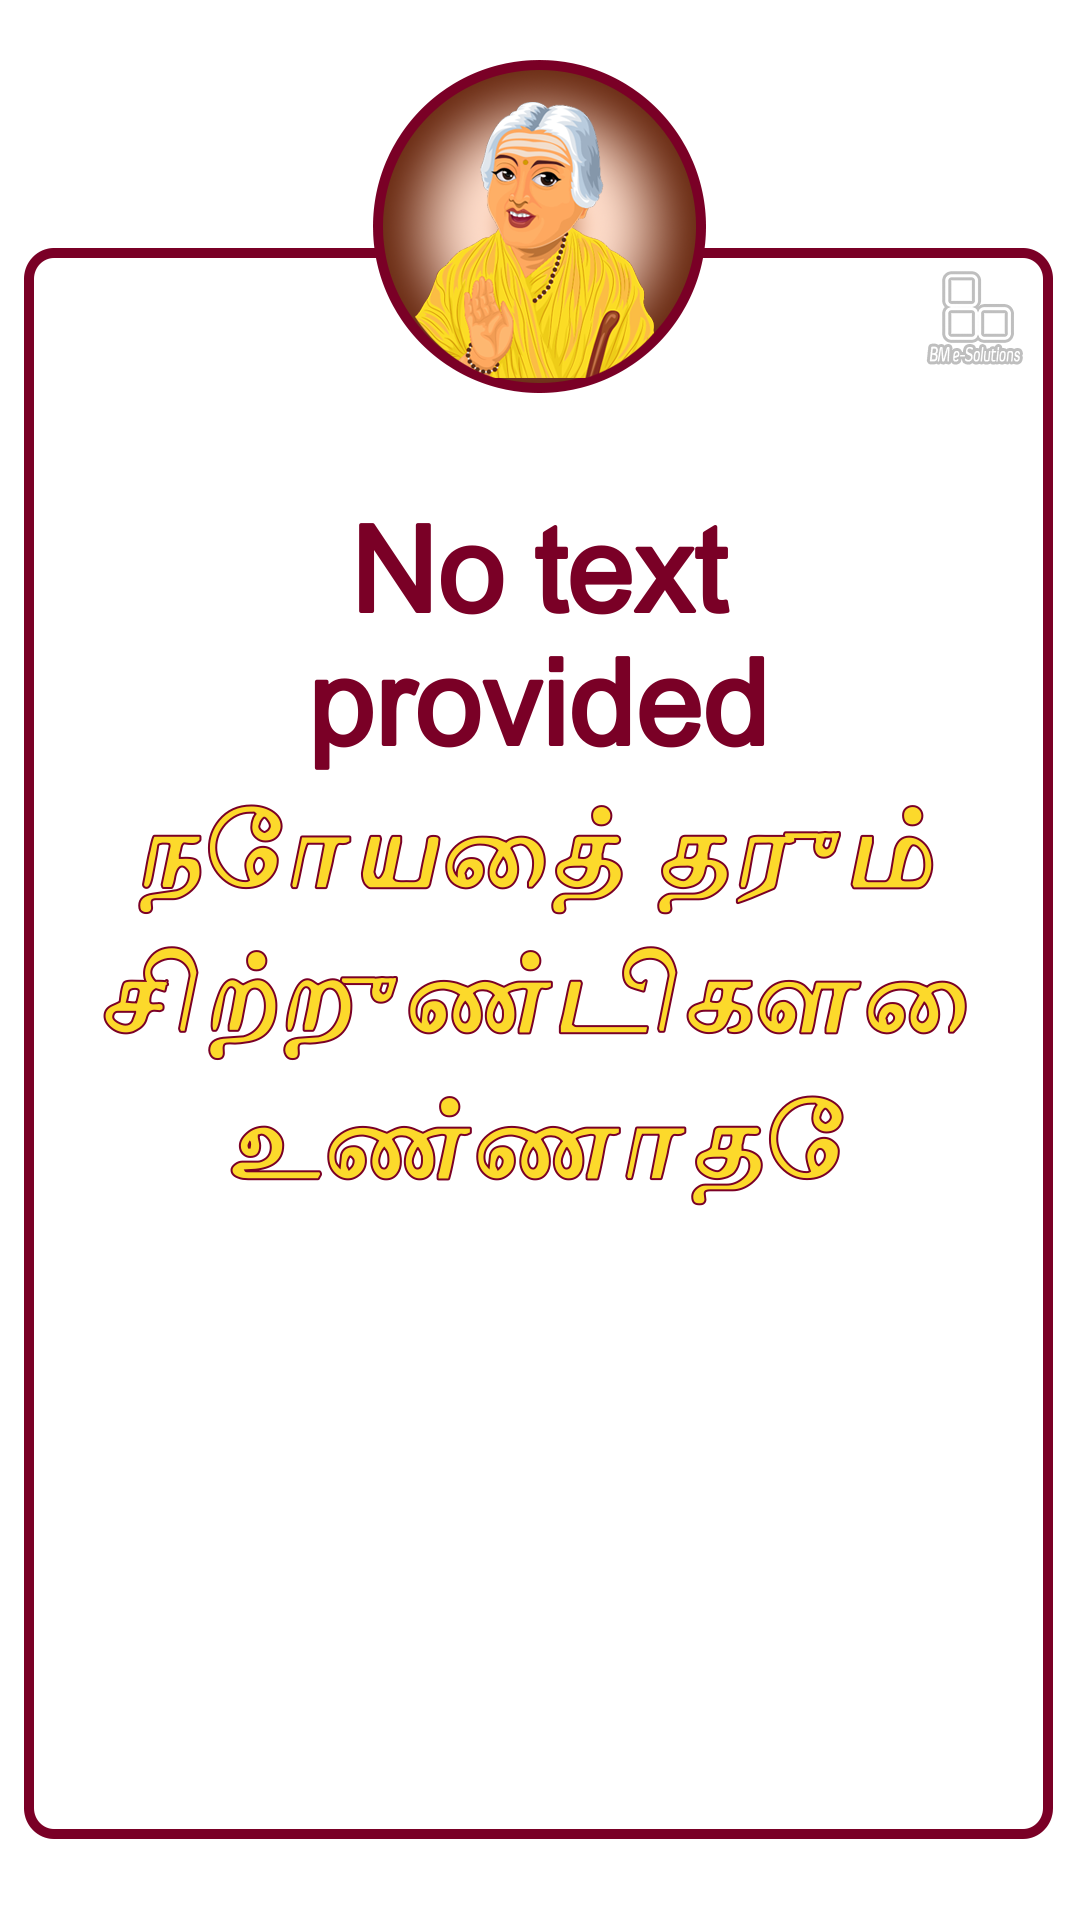 BM e-Solutions
No text
provided
நோயைத் தரும்
சிற்றுண்டிகளை
உண்ணாதே